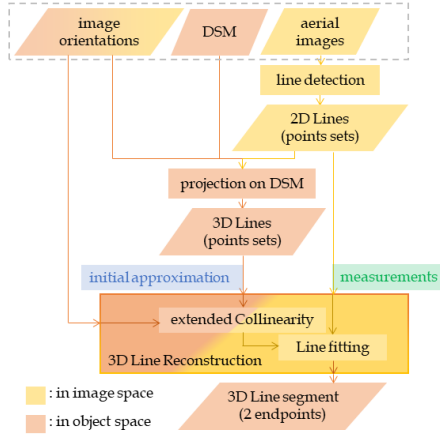 image
orientations
DSM
aerial
images
line detection
2D Lines
(points sets)
projection on DSM
3D Lines
(points sets)
initial approximation
measurements
extended Collinearity
Line fitting
3D Line Reconstruction
: in image space
: in object space
3D Line segment
(2 endpoints)